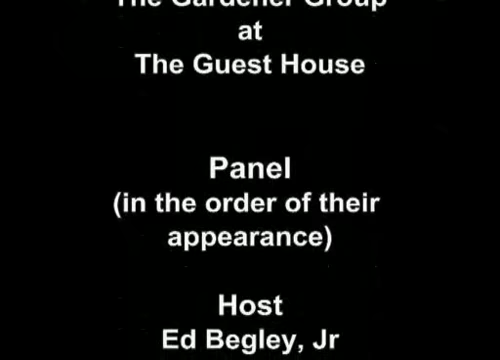 The Gardener Group
at
The Guest House
Panel
(in the order of their
appearance)
Host
Ed Begley, Jr